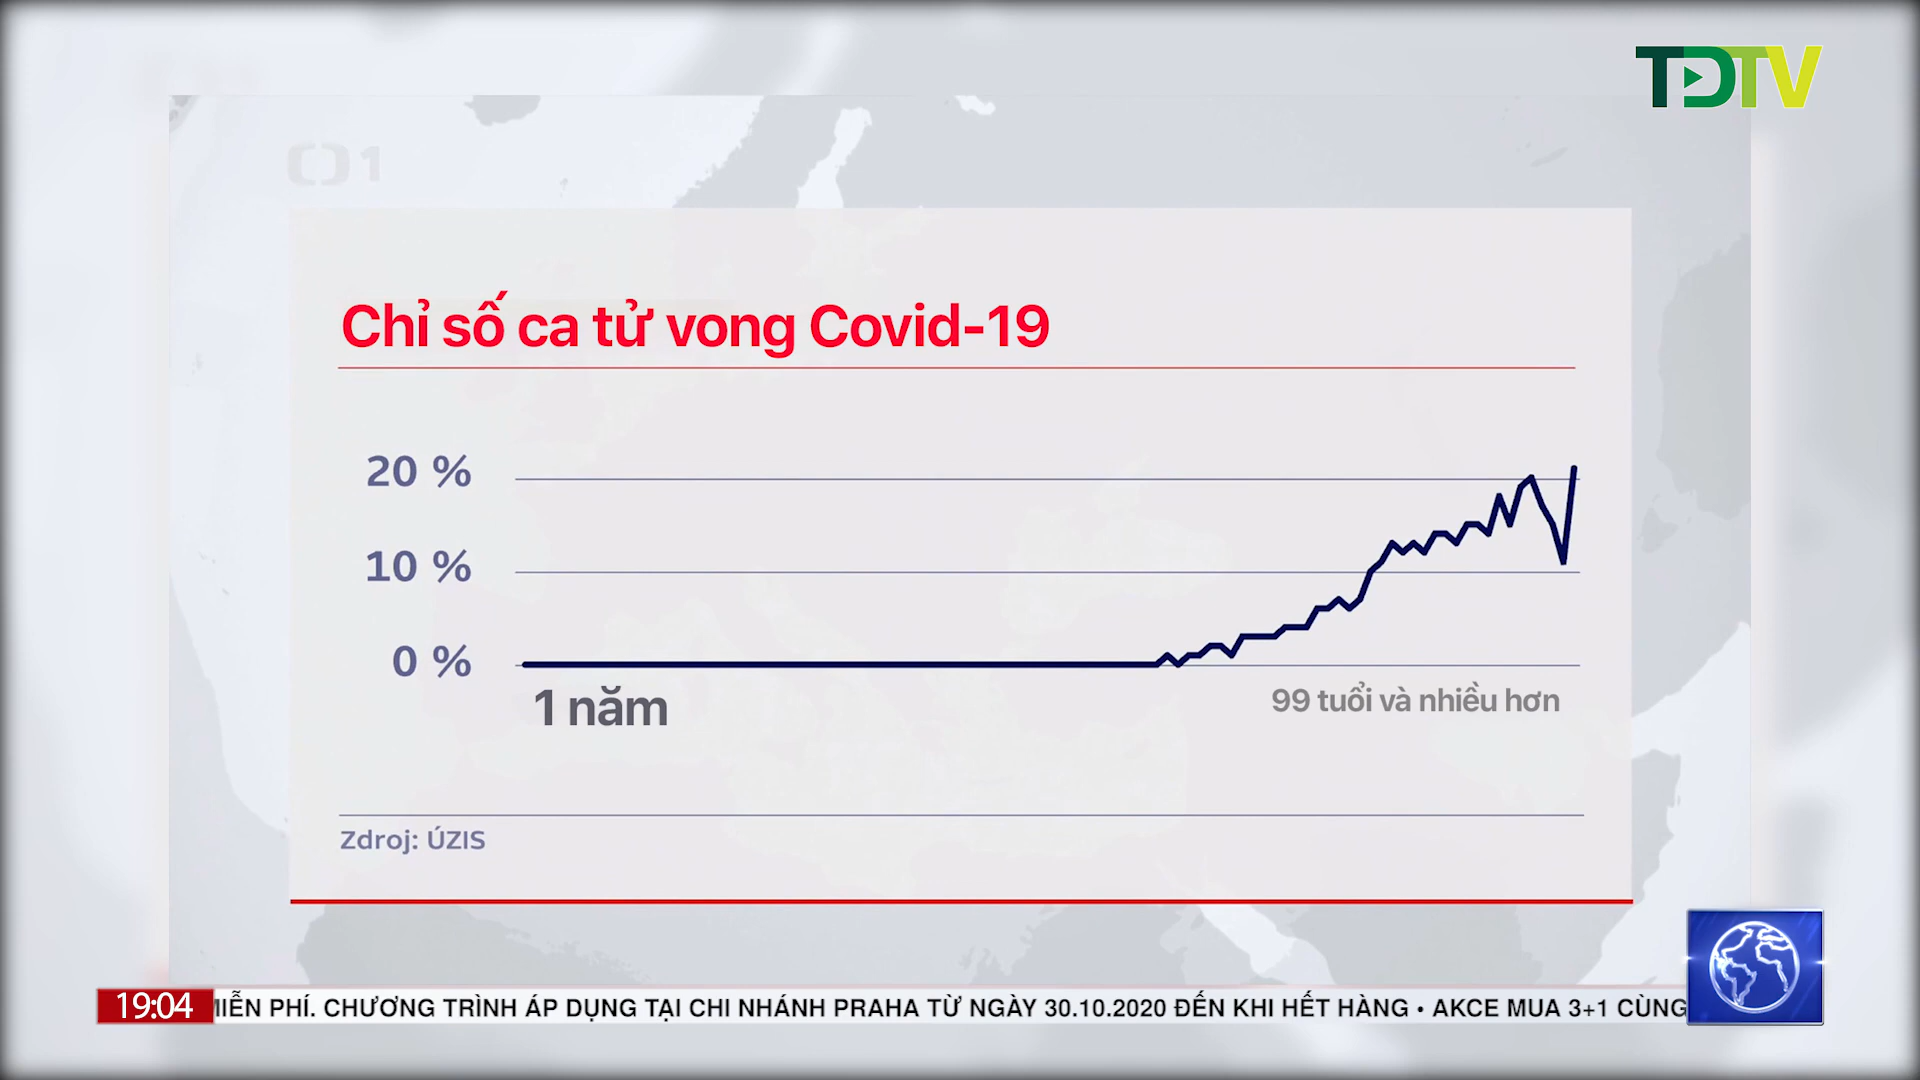 TDTV
1
Chỉ số ca tử vong Covid-19
20 %
10 %
0 %
1 năm
99 tuổi và nhiều hơn
Zdroj: ÚZIS
19:04
MIỄN PHÍ. CHƯƠNG TRÌNH ÁP DỤNG TẠI CHI NHÁNH PRAHA TỪ NGÀY 30.10.2020 ĐẾN KHI HẾT HÀNG • AKCE MUA 3+1 CÙNG